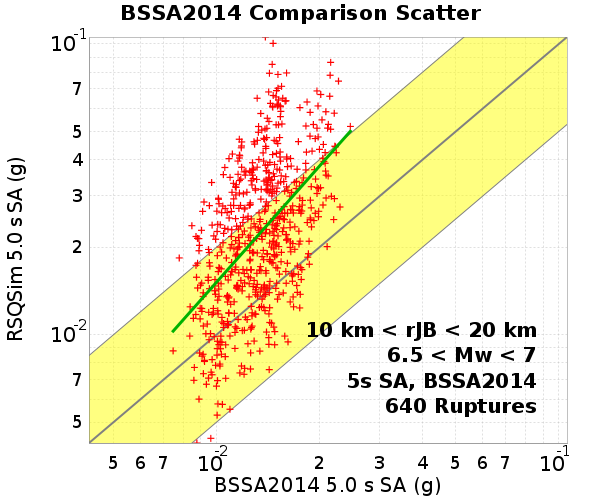 BSSA2014 Comparison Scatter
10⁻¹
7
5
4
3
2
10⁻²
7
5
RSQSim 5.0 s SA (g)
10 km < rJB < 20 km
6.5 < Mw < 7
5s SA, BSSA2014
640 Ruptures
5 6 7 10⁻² 2 3 4 5 6 7 10⁻¹
BSSA2014 5.0 s SA (g)